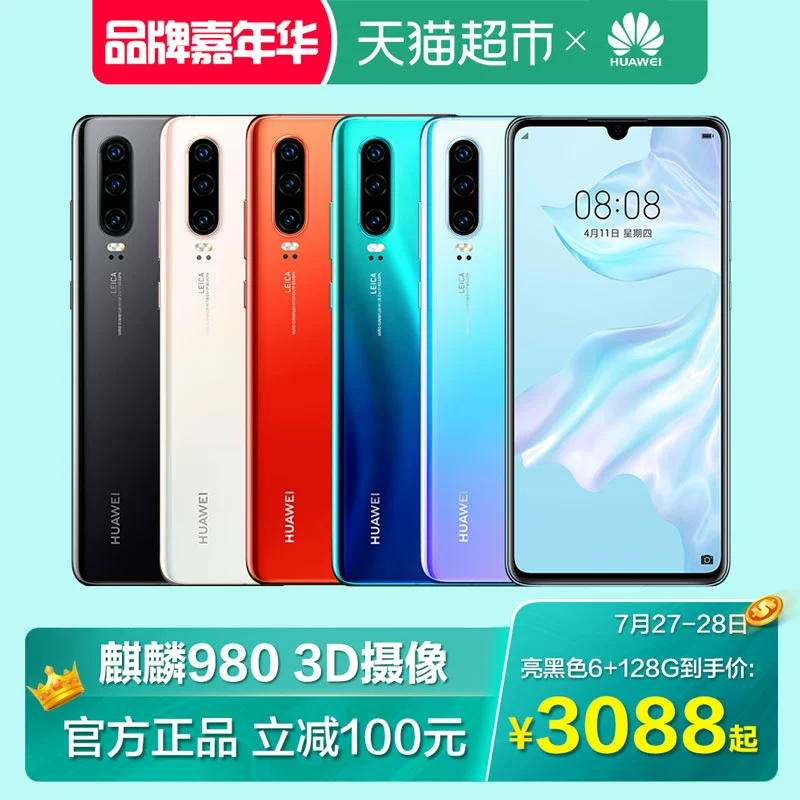 品牌嘉年华 天猫超市×HUAWEI
08:08
4月11日 星期四
LEICA
LEICA
LEICA
LEICA
LEICA
HUAWEI
HUAWEI
HUAWEI
HUAWEI
HUAWEI
麒麟980 3D摄像
官方正品 立减100元
7月27-28日
亮黑色6+128G到手价:
¥3088起